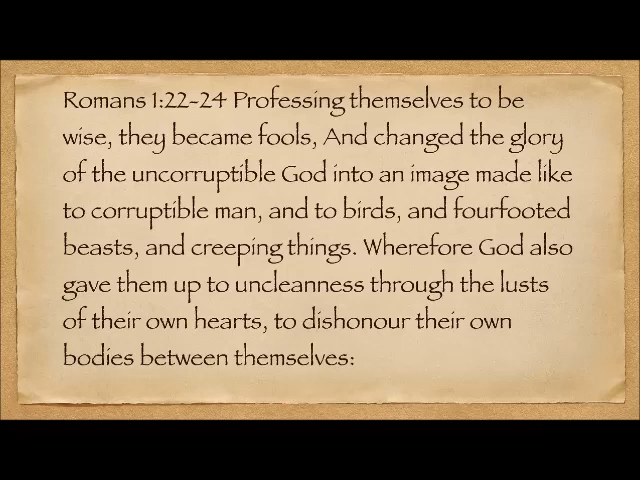 Romans 1:22-24 Professing themselves to be
wise, they became fools, And changed the glory
of the uncorruptible God into an image made like
to corruptible man, and to birds, and fourfooted
beasts, and creeping things. Wherefore God also
gave them up to uncleanness through the lusts
of their own hearts, to dishonour their own
bodies between themselves: